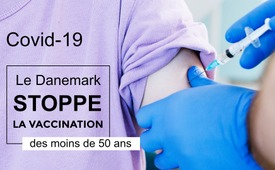 Covid-19
Le Danemark
STOPPE
LA VACCINATION
des moins de 50 ans